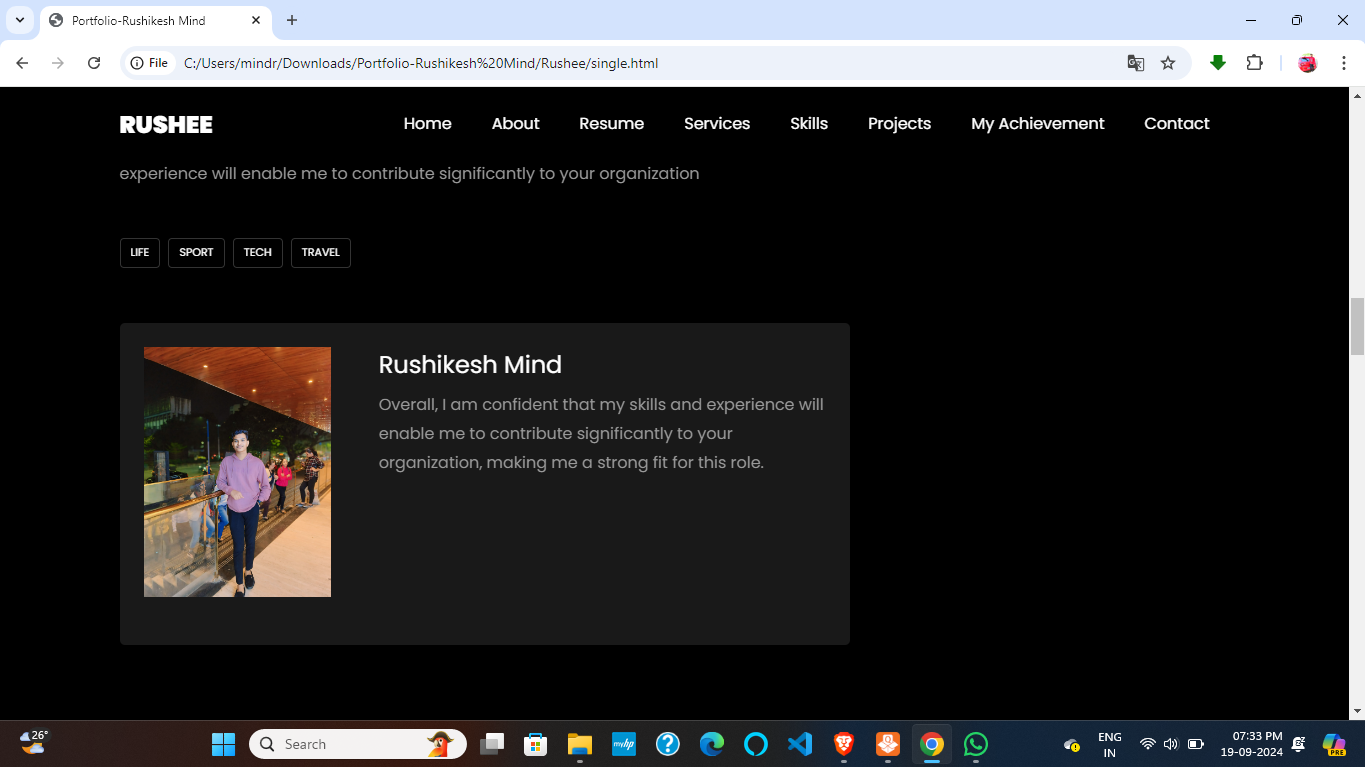 Portfolio-Rushikesh Mind
File C:/Users/mindr/Downloads/Portfolio-Rushikesh%20Mind/Rushee/single.html
RUSHEE Home About Resume Services Skills Projects My Achievement Contact
experience will enable me to contribute significantly to your organization
LIFE SPORT TECH TRAVEL
Rushikesh Mind
Overall, I am confident that my skills and experience will
enable me to contribute significantly to your
organization, making me a strong fit for this role.
26°
Search
myhp
ENG
IN
07:33 PM
19-09-2024
PRE